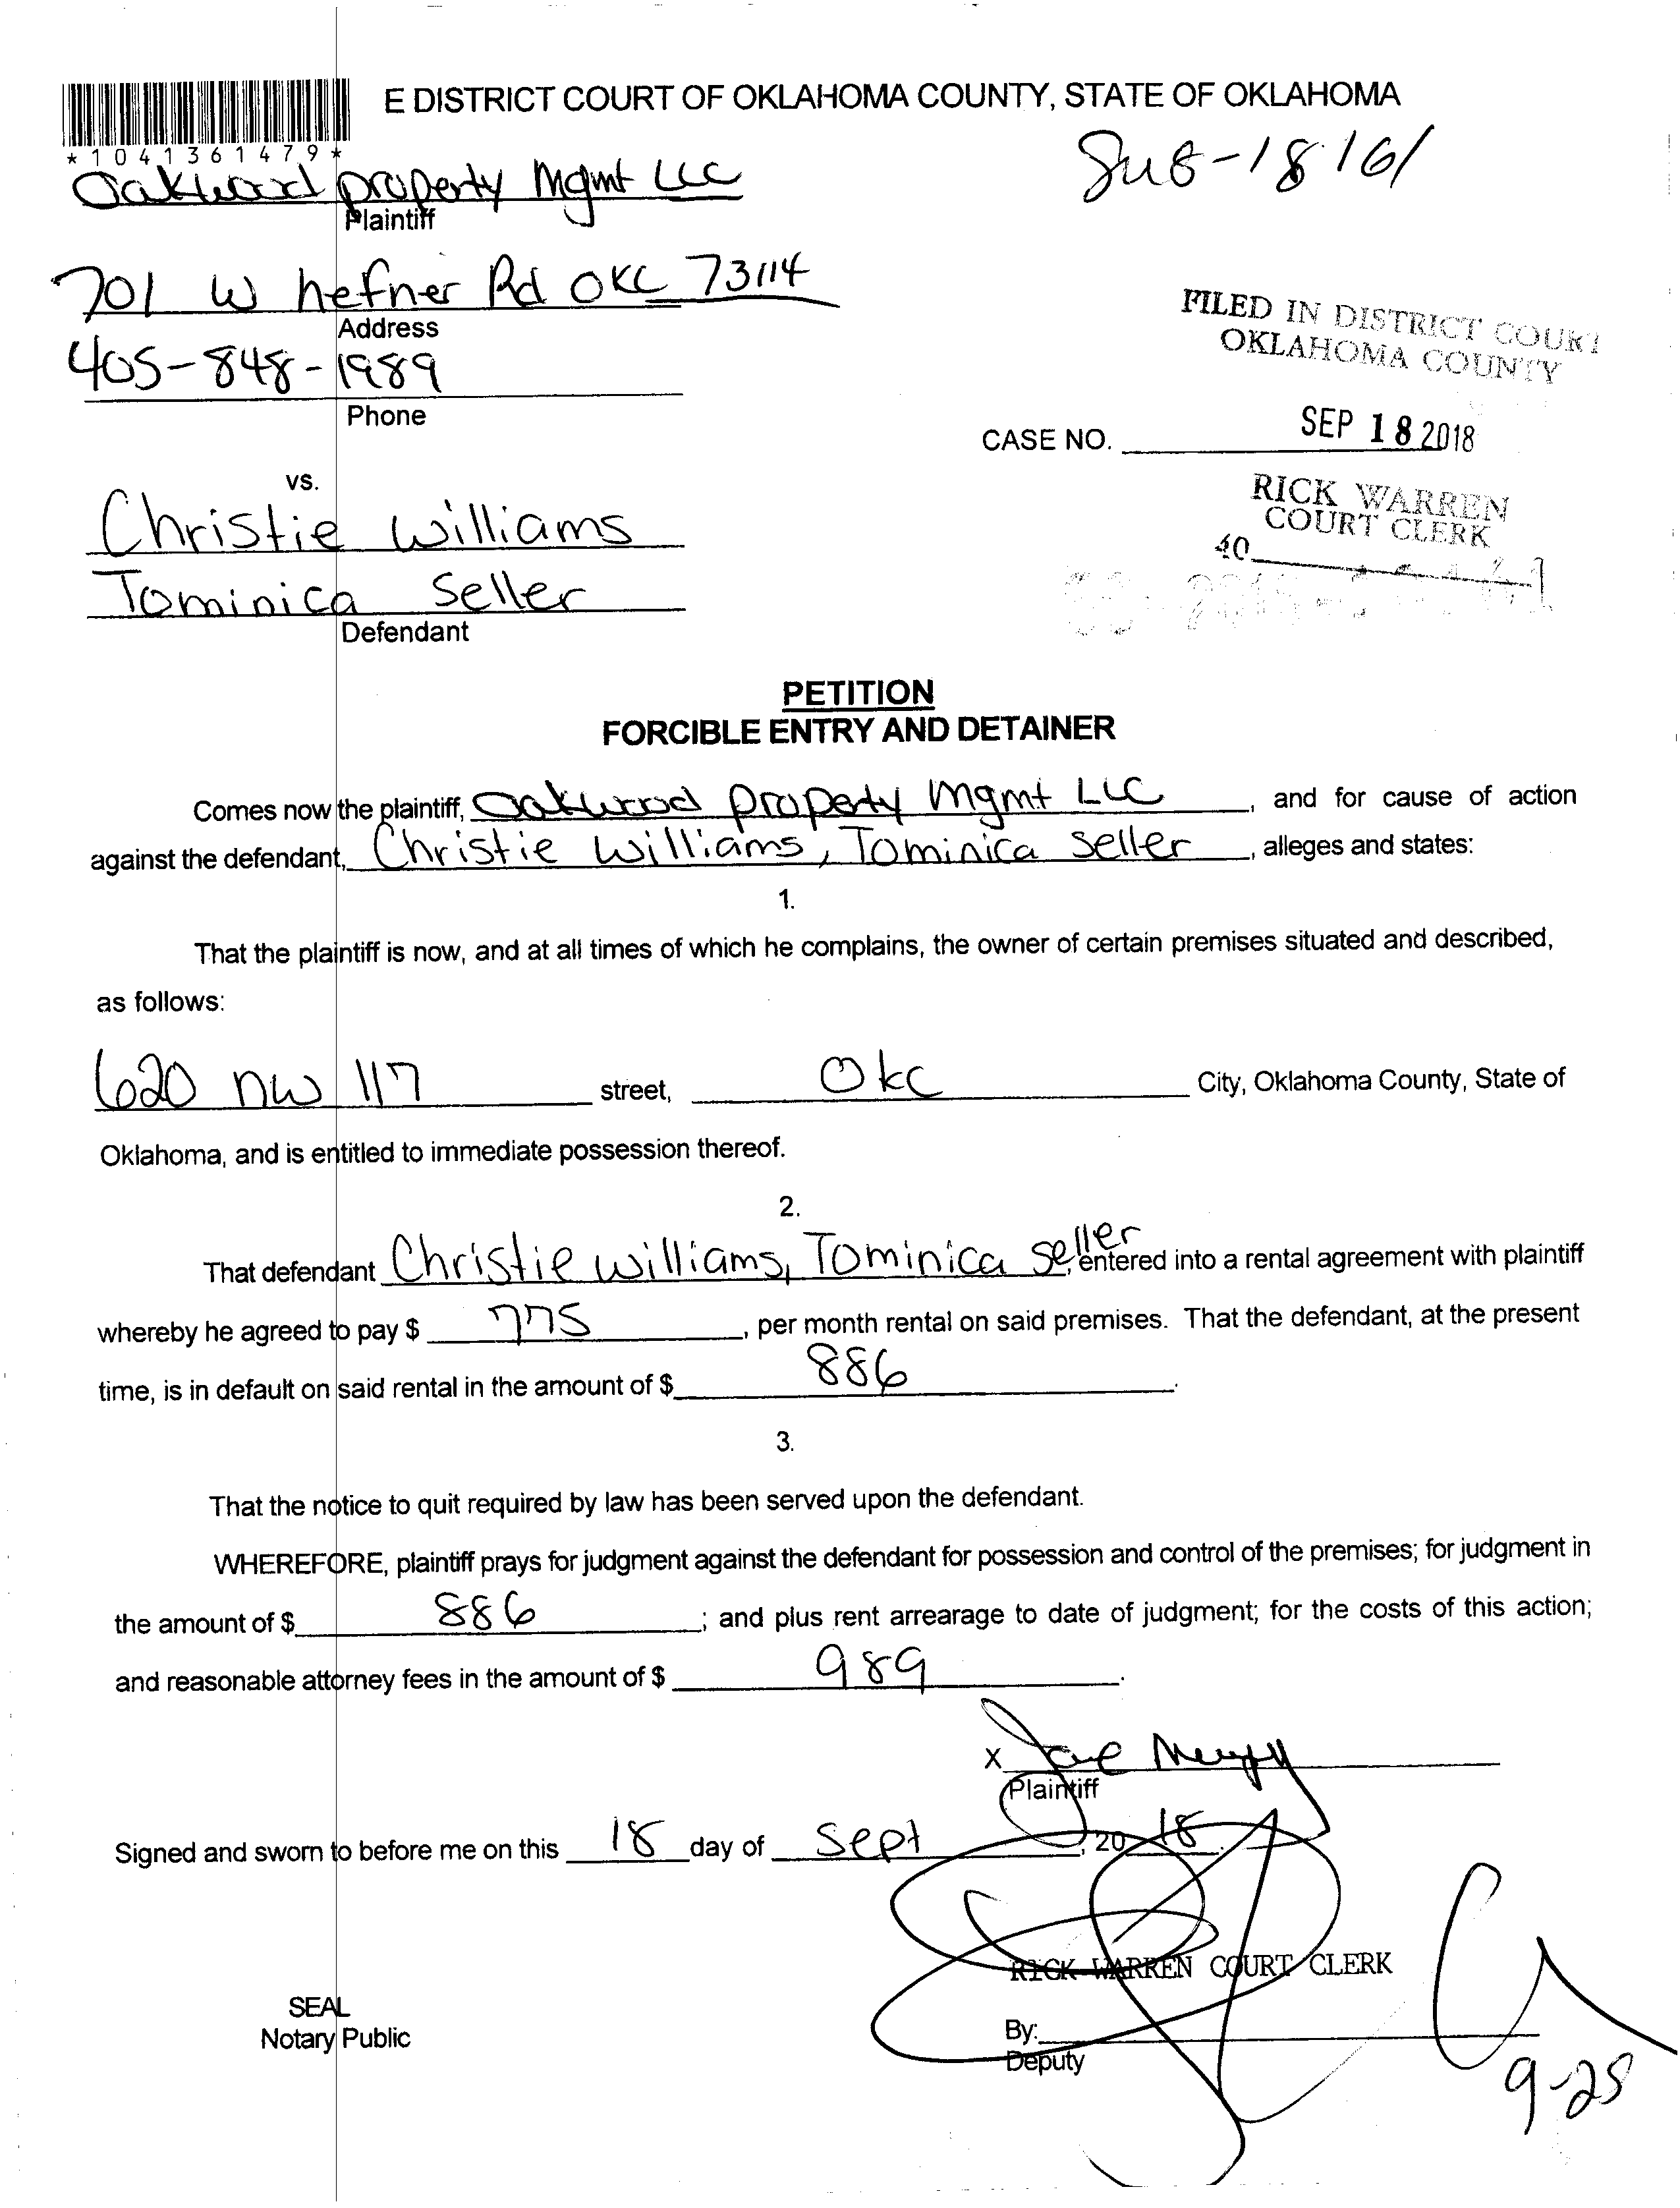 E DISTRICT COURT OF OKLAHOMA COUNTY, STATE OF OKLAHOMA
*1041361479*
Oakwood property Mgmt LLC
Plaintiff
701 W hefner Rd OKC 73114
Address
405-848-1989
Phone
FILED IN DISTRICT COURT
OKLAHOMA COUNTY
CASE NO. SEP 18 2018
RICK WARREN
COURT CLERK
40
vs.
Christie Williams
Tominica Seller
Defendant
PETITION
FORCIBLE ENTRY AND DETAINER
Comes now the plaintiff, Oakwood property Mgmt LLC, and for cause of action
against the defendant, Christie Williams, Tominica Seller, alleges and states:
1.
That the plaintiff is now, and at all times of which he complains, the owner of certain premises situated and described,
as follows:
620 NW 117 street, OKC City, Oklahoma County, State of
Oklahoma, and is entitled to immediate possession thereof.
2.
That defendant Christie Williams, Tominica Seller, entered into a rental agreement with plaintiff
whereby he agreed to pay $ 775, per month rental on said premises. That the defendant, at the present
time, is in default on said rental in the amount of $ 886.
3.
That the notice to quit required by law has been served upon the defendant.
WHEREFORE, plaintiff prays for judgment against the defendant for possession and control of the premises; for judgment in
the amount of $ 886; and plus rent arrearage to date of judgment; for the costs of this action;
and reasonable attorney fees in the amount of $ 989.
X
Plaintiff
Signed and sworn to before me on this 18 day of Sept, 20 18.
RICK WARREN COURT CLERK
SEAL
Notary Public
By:
Deputy
9-28